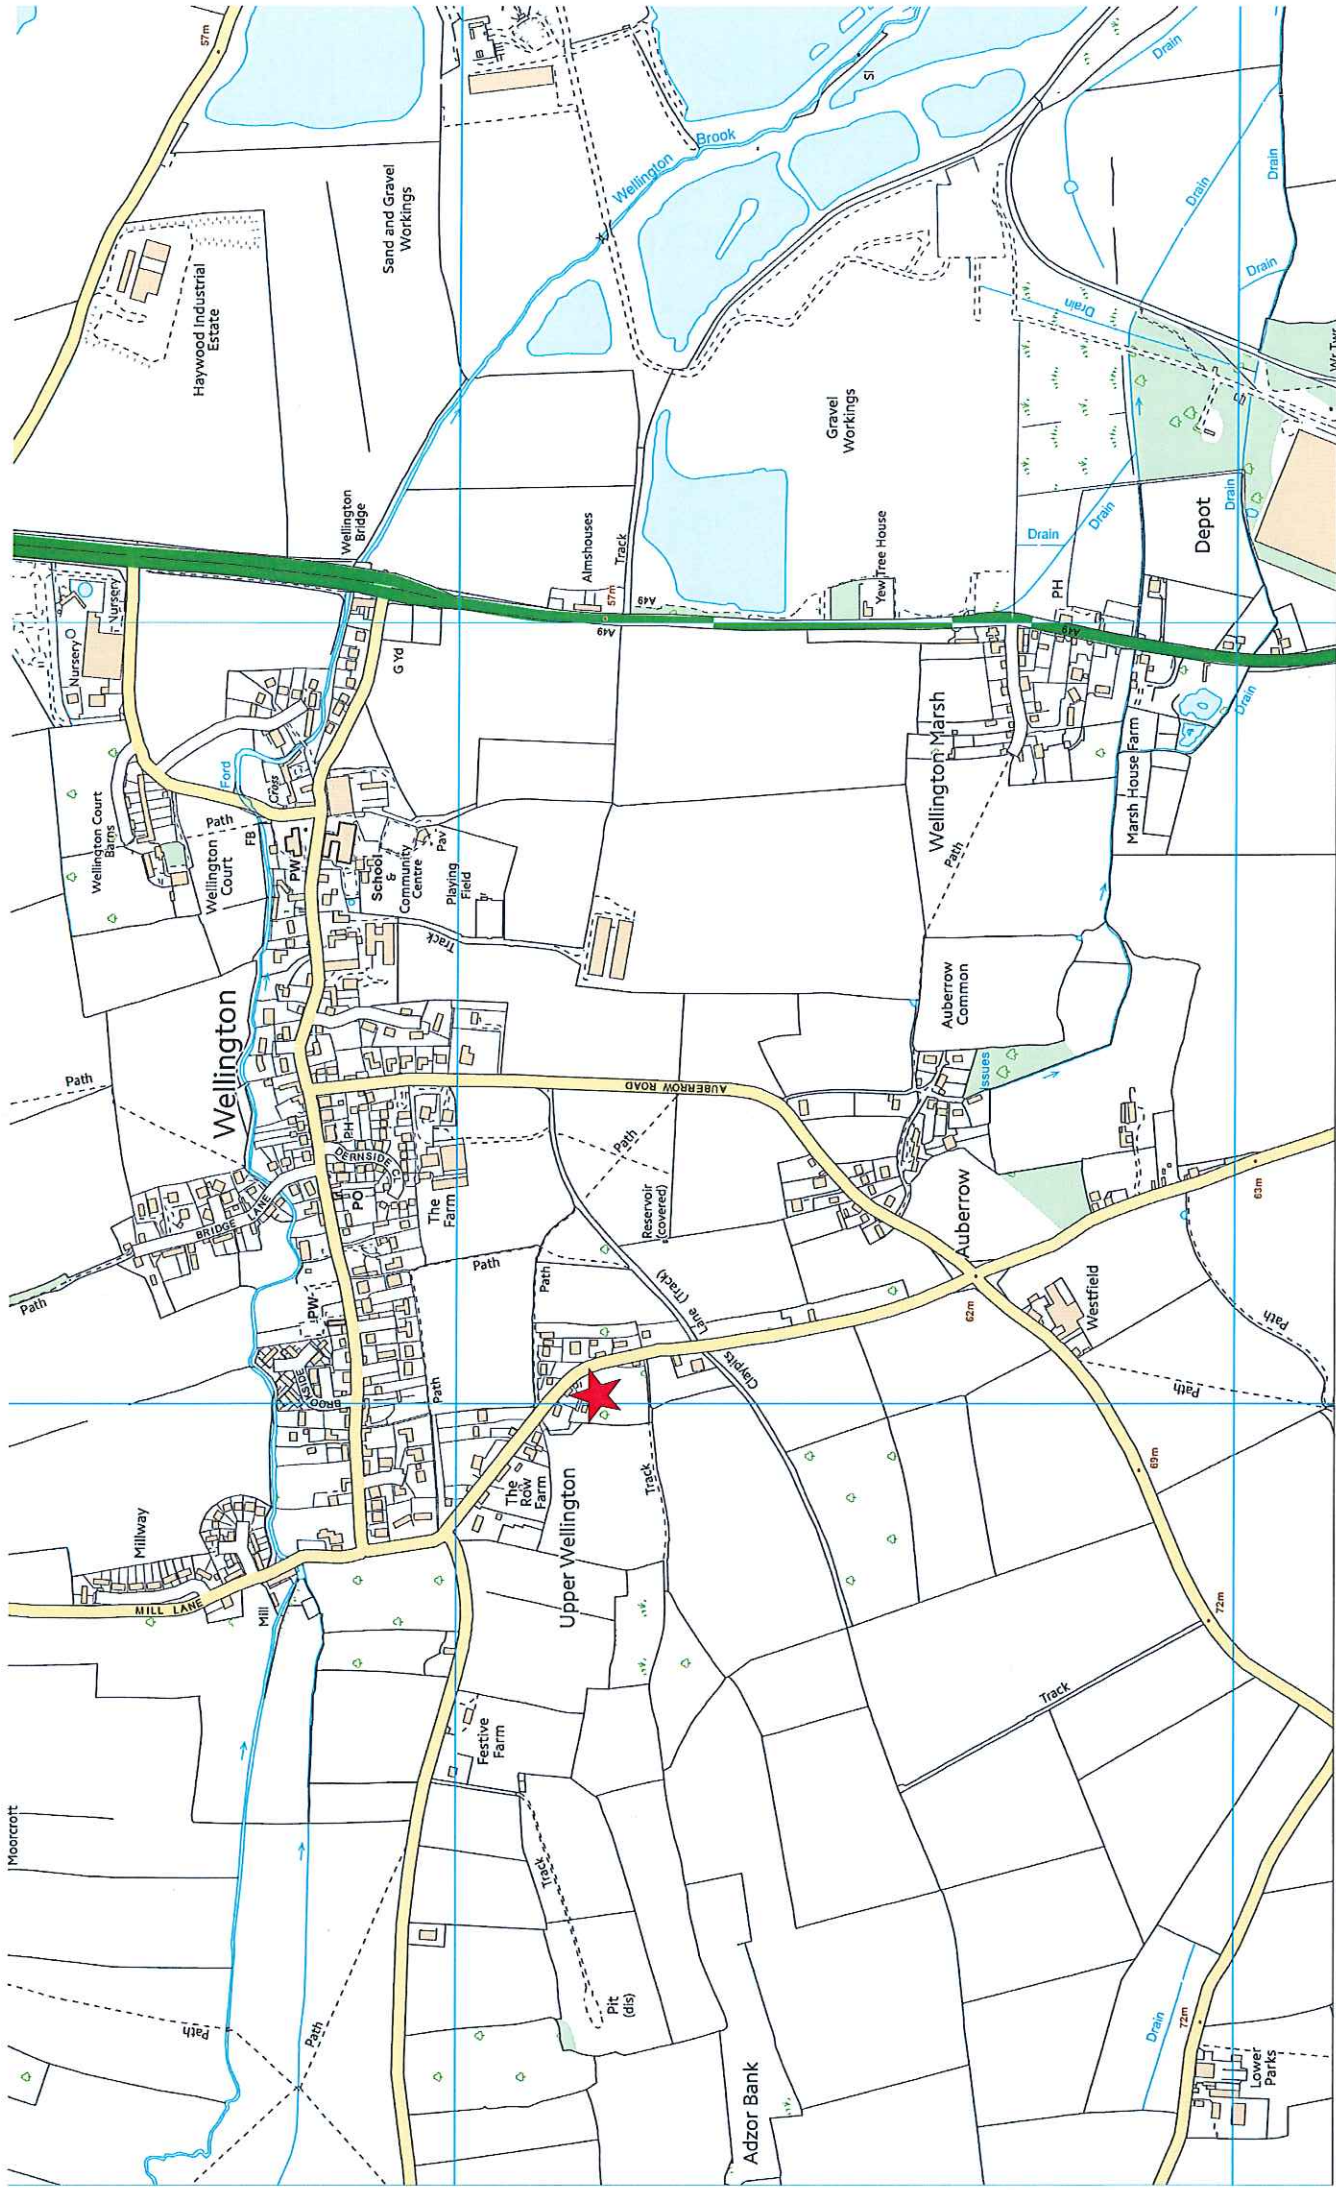 Moorcroft
Path
Path
Festive
Farm
Track
Pit
(dis)
Adzor Bank
Drain
72m
Lower
Parks
Track
72m
69m
MILL LANE
Millway
Mill
The
Row
Farm
Upper Wellington
Track
Claypits
Lane (Track)
BROOKSIDE
PW
Path
Path
Path
Path
BRIDGE LANE
Path
Wellington
PO
DERNSIDE CL
PH
The
Farm
Path
Reservoir
(covered)
AUBERROW ROAD
Auberrow
62m
Westfield
Path
Path
63m
Issues
Auberrow
Common
Path
Wellington Marsh
Marsh House Farm
Drain
Wellington Court
Barns
Wellington
Court
Path
FB
Ford
Cross
PW
School
&
Community
Centre
Pav
Playing
Field
Track
G Yd
Nursery
Nursery
Wellington
Bridge
Almshouses
57m
A49
A49
Track
Yew Tree House
PH
A49
Drain
Drain
Depot
Drain
Gravel
Workings
Haywood Industrial
Estate
Sand and Gravel
Workings
57m
Wellington
Brook
Sl
Drain
Drain
Drain
Drain
Drain
Wr Twr